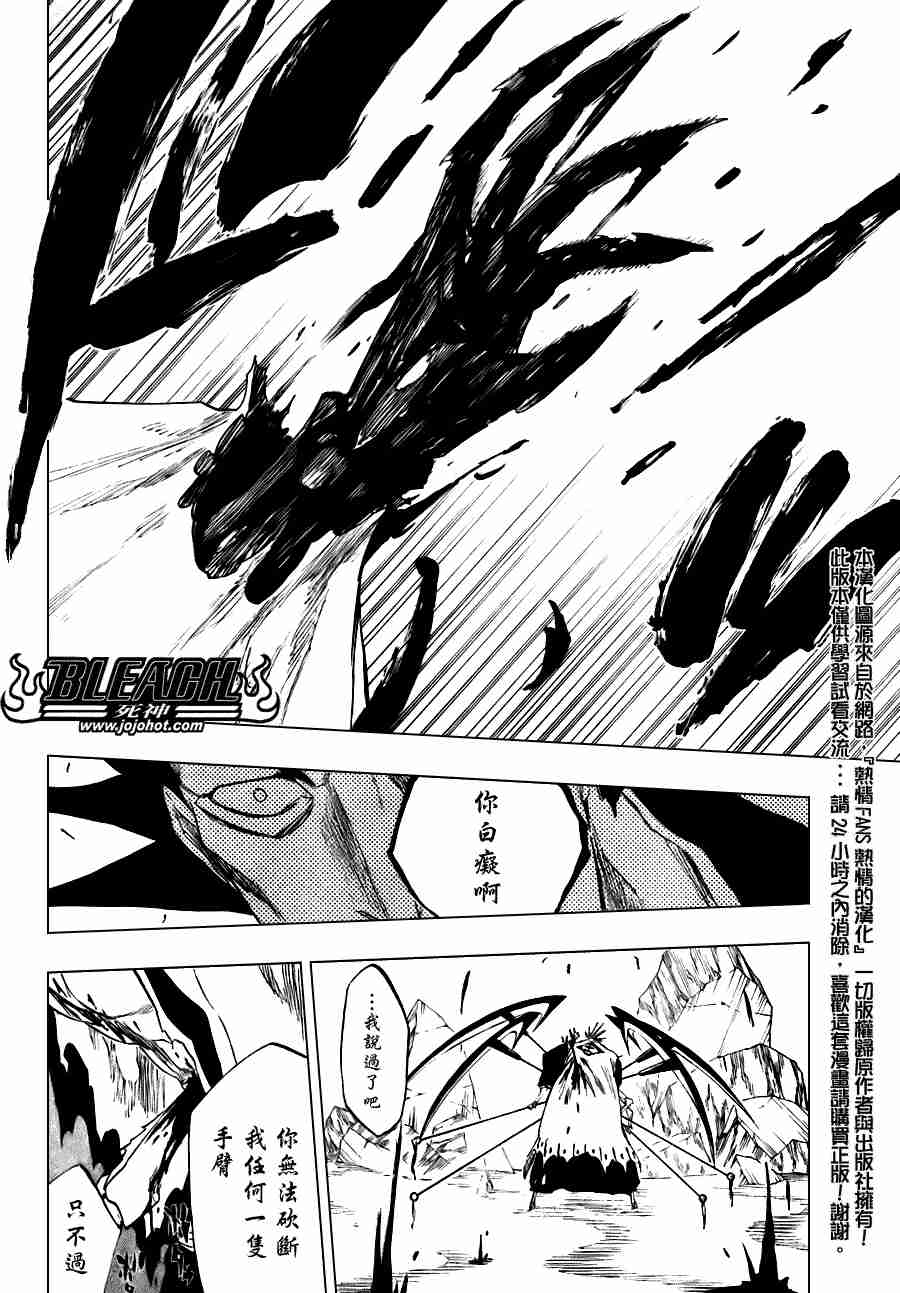 BLEACH
死神
www.jojohot.com
本漢化圖源來自於網路，『熱情FANS熱情的漢化』一切版權歸原作者與出版社擁有！
此版本僅供學習試看交流… 請24小時之內消除，喜歡這套漫畫請購買正版！謝謝。
你白癡啊
…我說過了吧
你無法砍斷
我任何一隻
手臂
只不過